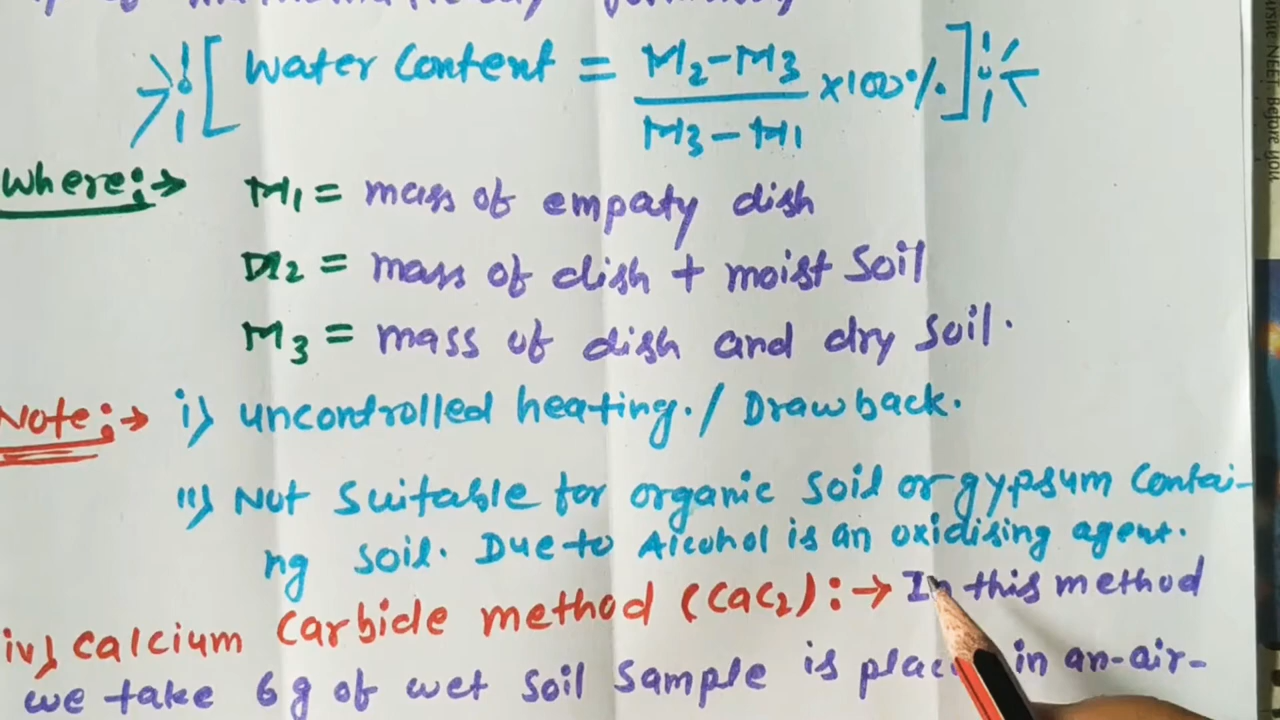 [Water Content = M2-M3 / M3-M1 ×100%]
Where:→ M1 = mass of empaty dish
M2 = mass of dish + moist Soil
M3 = mass of dish and dry soil.
Note:→ i) uncontrolled heating./Drawback.
ii) Not suitable for organic soil or gypsum Contai-
ng soil. Due to Alcohol is an oxidising agent.
iv) Calcium Carbide method (CaC2):→ In this method
we take 6g of wet soil sample is in an-air-